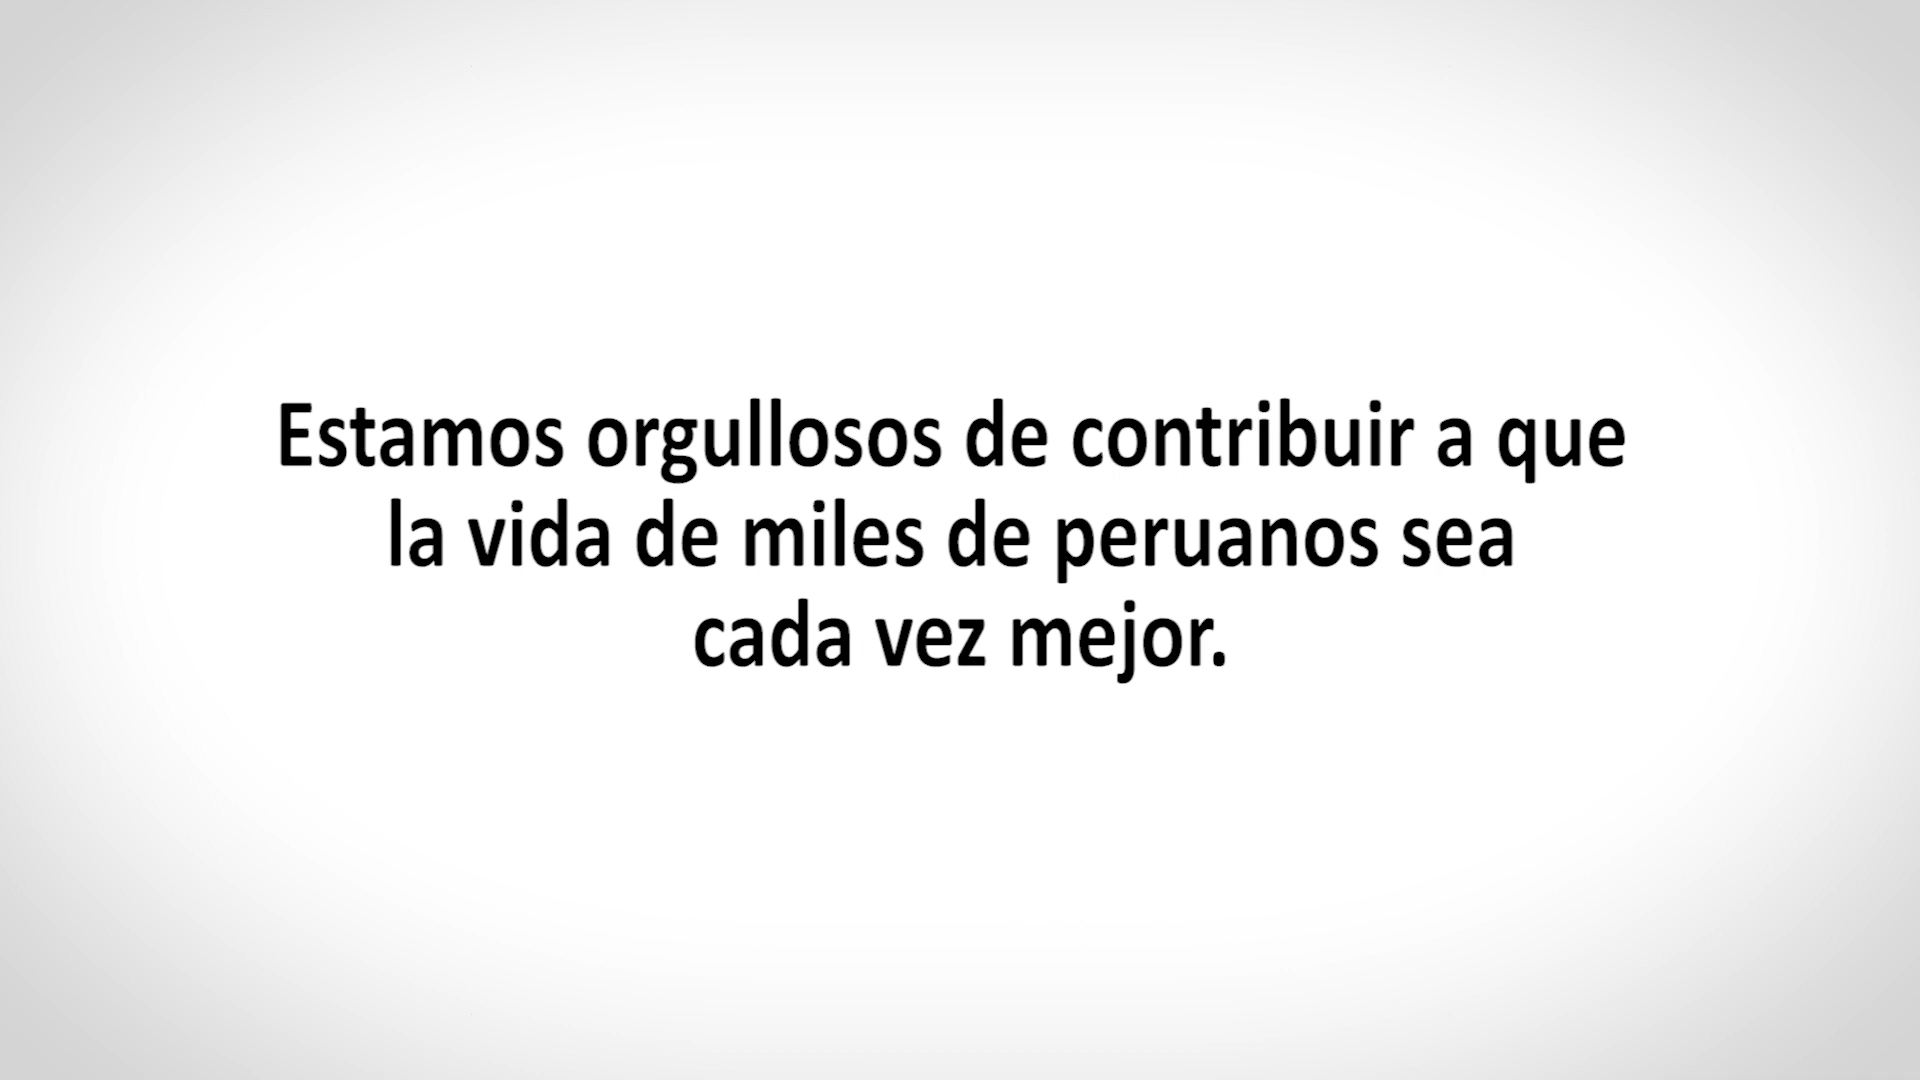 Estamos orgullosos de contribuir a que
la vida de miles de peruanos sea
cada vez mejor.